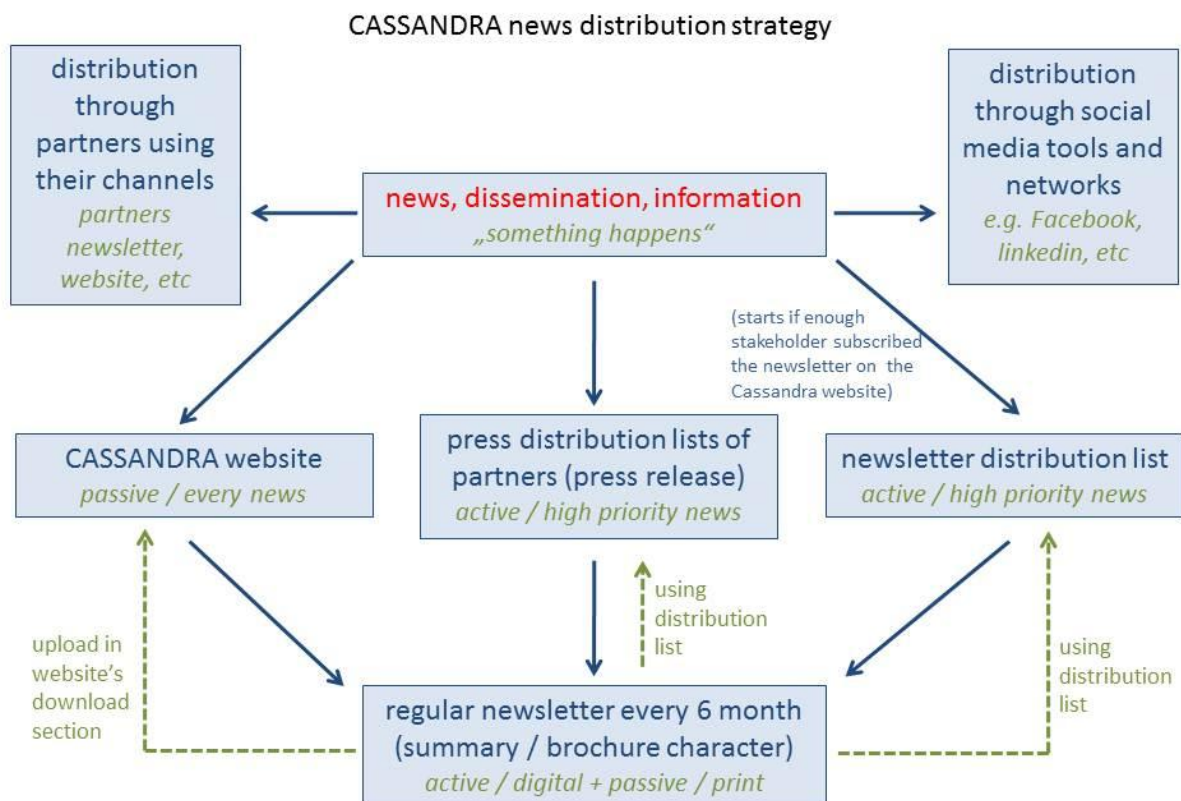 CASSANDRA news distribution strategy
distribution
through
partners using
their channels
partners
newsletter,
website, etc
news, dissemination, information
„something happens“
distribution
through social
media tools and
networks
e.g. Facebook,
linkedin, etc
(starts if enough
stakeholder subscribed
the newsletter on the
Cassandra website)
CASSANDRA website
passive / every news
press distribution lists of
partners (press release)
active / high priority news
newsletter distribution list
active / high priority news
upload in
website’s
download
section
using
distribution
list
using
distribution
list
regular newsletter every 6 month
(summary / brochure character)
active / digital + passive / print